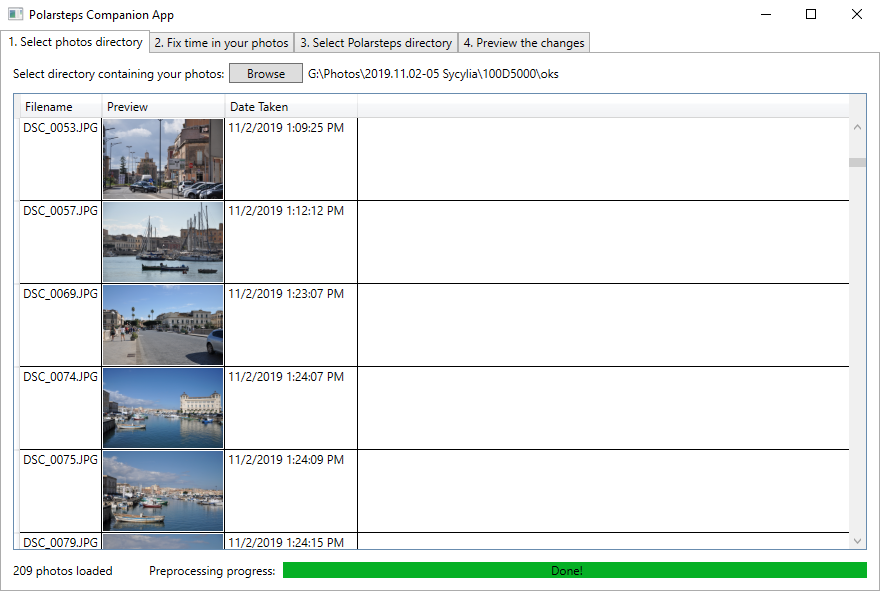 Polarsteps Companion App
1. Select photos directory 2. Fix time in your photos 3. Select Polarsteps directory 4. Preview the changes
Select directory containing your photos: Browse G:\Photos\2019.11.02-05 Sycylia\100D5000\oks
Filename Preview Date Taken
DSC_0053.JPG 11/2/2019 1:09:25 PM
DSC_0057.JPG 11/2/2019 1:12:12 PM
DSC_0069.JPG 11/2/2019 1:23:07 PM
DSC_0074.JPG 11/2/2019 1:24:07 PM
DSC_0075.JPG 11/2/2019 1:24:09 PM
DSC_0079.JPG 11/2/2019 1:24:15 PM
209 photos loaded Preprocessing progress: Done!